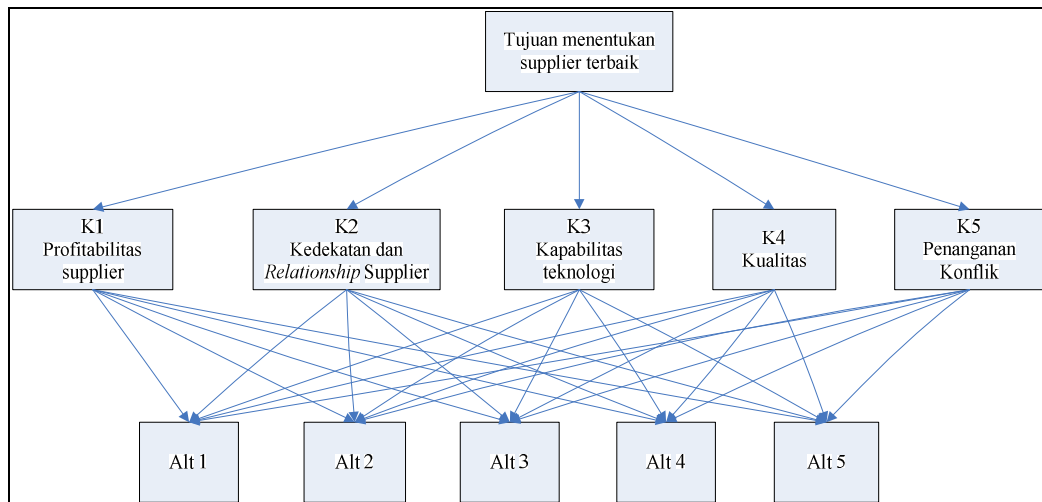 Tujuan menentukan
supplier terbaik
K1
Profitabilitas
supplier
K2
Kedekatan dan
Relationship Supplier
K3
Kapabilitas
teknologi
K4
Kualitas
K5
Penanganan
Konflik
Alt 1
Alt 2
Alt 3
Alt 4
Alt 5